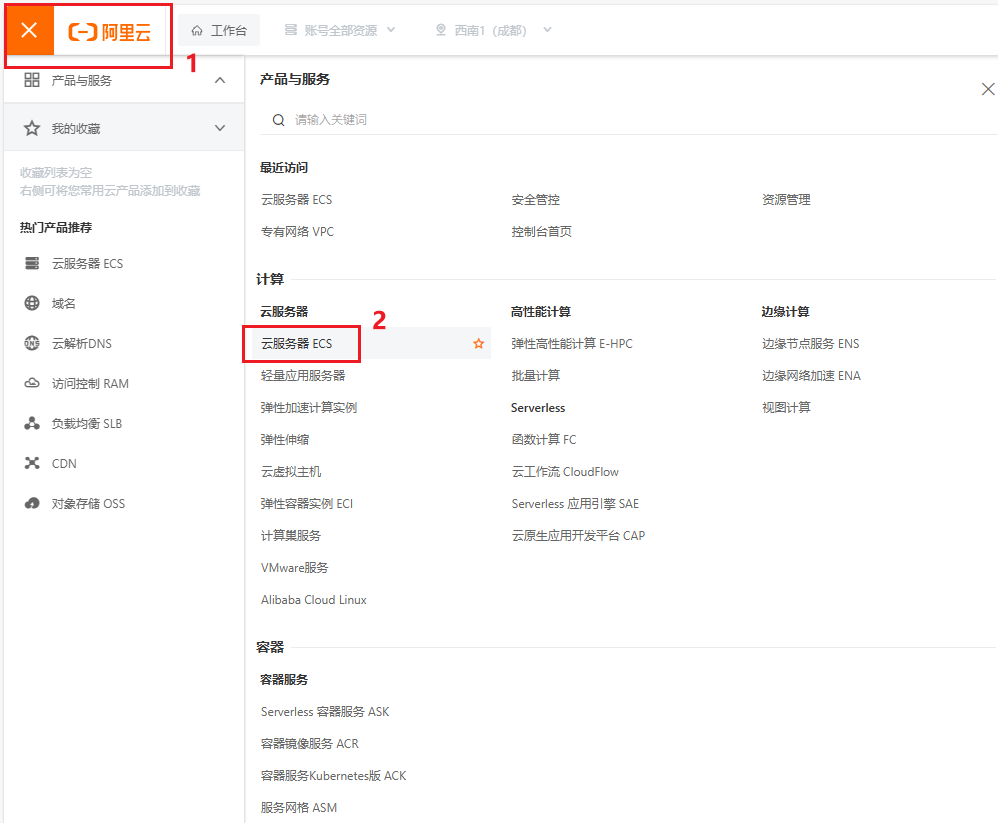 阿里云
工作台
账号全部资源
西南1（成都）
1
产品与服务
我的收藏
收藏列表为空
右侧可将您常用云产品添加到收藏
热门产品推荐
云服务器 ECS
域名
DNS
云解析DNS
访问控制 RAM
负载均衡 SLB
CDN
对象存储 OSS
产品与服务
请输入关键词
最近访问
云服务器 ECS
安全管控
资源管理
专有网络 VPC
控制台首页
计算
云服务器
2
云服务器 ECS
轻量应用服务器
弹性加速计算实例
弹性伸缩
云虚拟主机
弹性容器实例 ECI
计算巢服务
VMware服务
Alibaba Cloud Linux
高性能计算
弹性高性能计算 E-HPC
批量计算
Serverless
函数计算 FC
云工作流 CloudFlow
Serverless 应用引擎 SAE
云原生应用开发平台 CAP
边缘计算
边缘节点服务 ENS
边缘网络加速 ENA
视图计算
容器
容器服务
Serverless 容器服务 ASK
容器镜像服务 ACR
容器服务Kubernetes版 ACK
服务网格 ASM